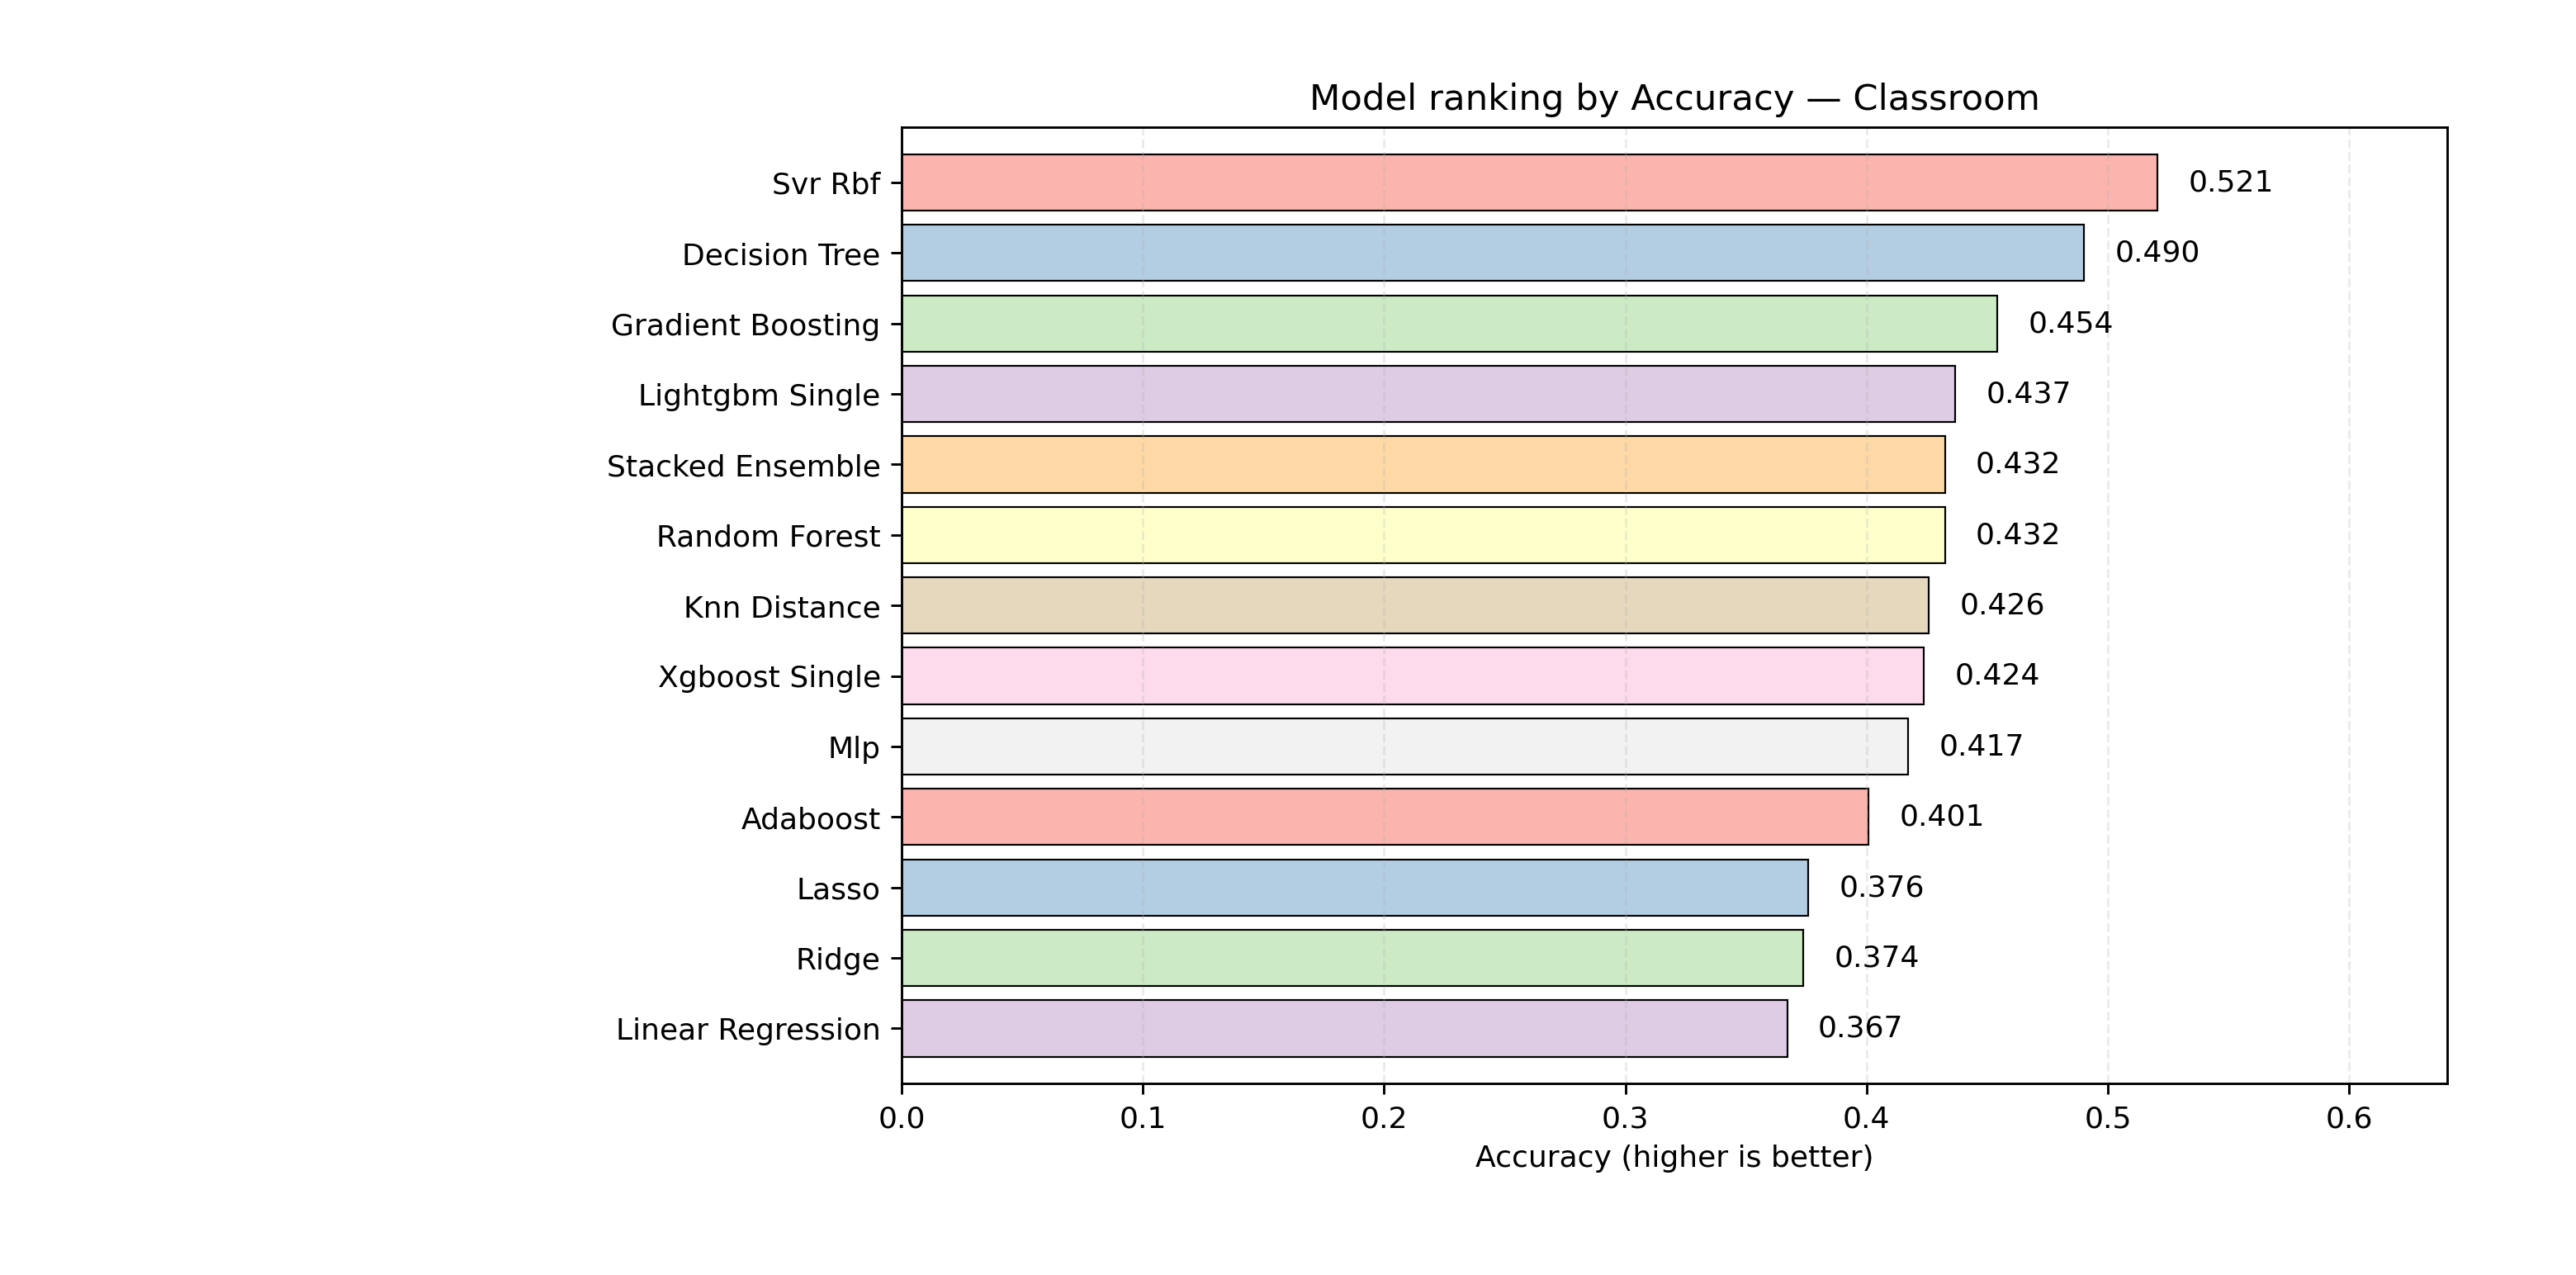 Model ranking by Accuracy — Classroom
Svr Rbf 0.521
Decision Tree 0.490
Gradient Boosting 0.454
Lightgbm Single 0.437
Stacked Ensemble 0.432
Random Forest 0.432
Knn Distance 0.426
Xgboost Single 0.424
Mlp 0.417
Adaboost 0.401
Lasso 0.376
Ridge 0.374
Linear Regression 0.367
0.0 0.1 0.2 0.3 0.4 0.5 0.6
Accuracy (higher is better)